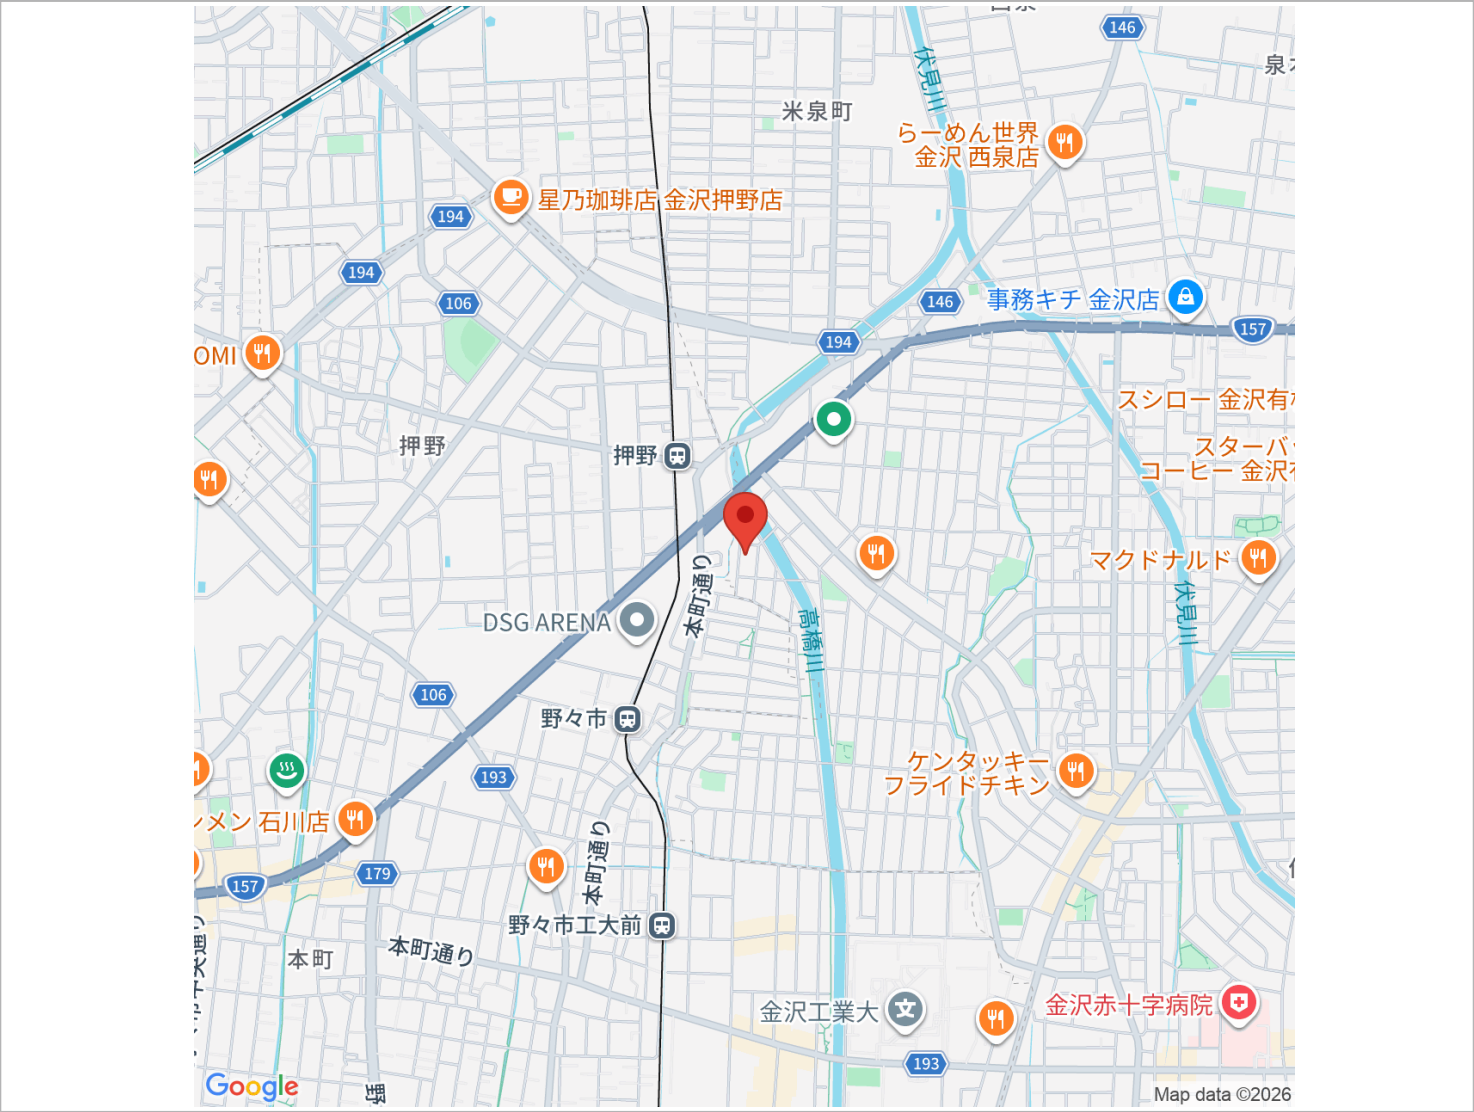 146
伏見川
米泉町
らーめん世界
金沢 西泉店
星乃珈琲店 金沢押野店
194
194
106
146
事務キチ 金沢店
157
194
OMI
スシロー 金沢有
押野
押野
スターバッ
コーヒー 金沢
マクドナルド
本町通り
伏見川
高橋川
DSG ARENA
106
野々市
193
ケンタッキー
フライドチキン
メン 石川店
本町通り
179
157
野々市工大前
本町通り
本町
金沢工業大
金沢赤十字病院
193
野
Google
Map data ©2026